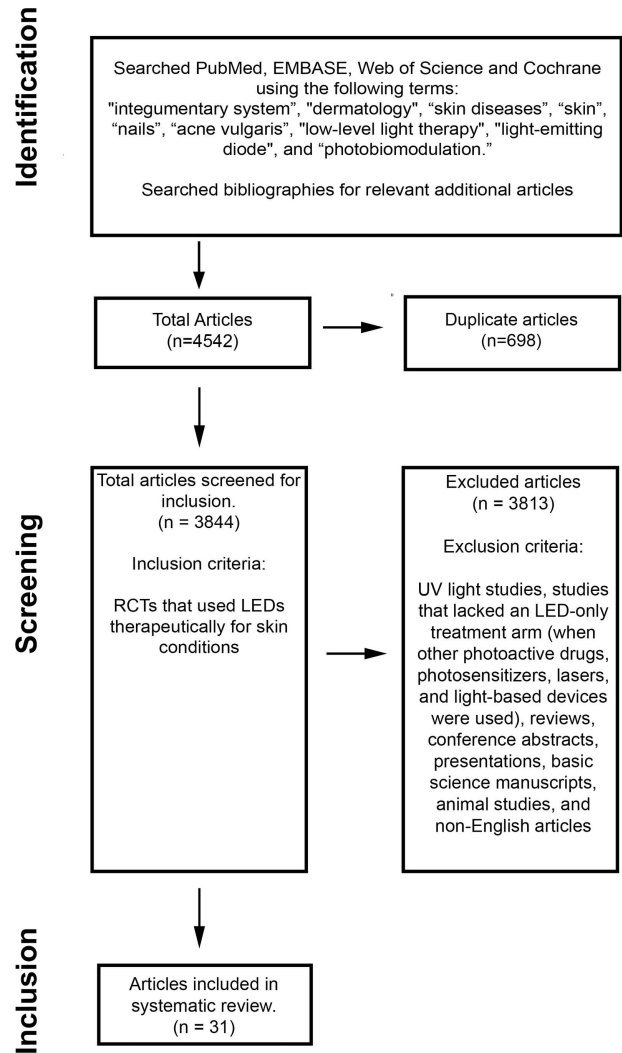 Identification
Searched PubMed, EMBASE, Web of Science and Cochrane
using the following terms:
"integumentary system”, "dermatology", “skin diseases”, “skin”,
“nails”, “acne vulgaris”, "low-level light therapy", "light-emitting
diode", and “photobiomodulation.”
Searched bibliographies for relevant additional articles
Total Articles
(n=4542)
Duplicate articles
(n=698)
Screening
Total articles screened for
inclusion.
(n = 3844)
Inclusion criteria:
RCTs that used LEDs
therapeutically for skin
conditions
Excluded articles
(n = 3813)
Exclusion criteria:
UV light studies, studies
that lacked an LED-only
treatment arm (when
other photoactive drugs,
photosensitizers, lasers,
and light-based devices
were used), reviews,
conference abstracts,
presentations, basic
science manuscripts,
animal studies, and
non-English articles
Inclusion
Articles included in
systematic review.
(n = 31)